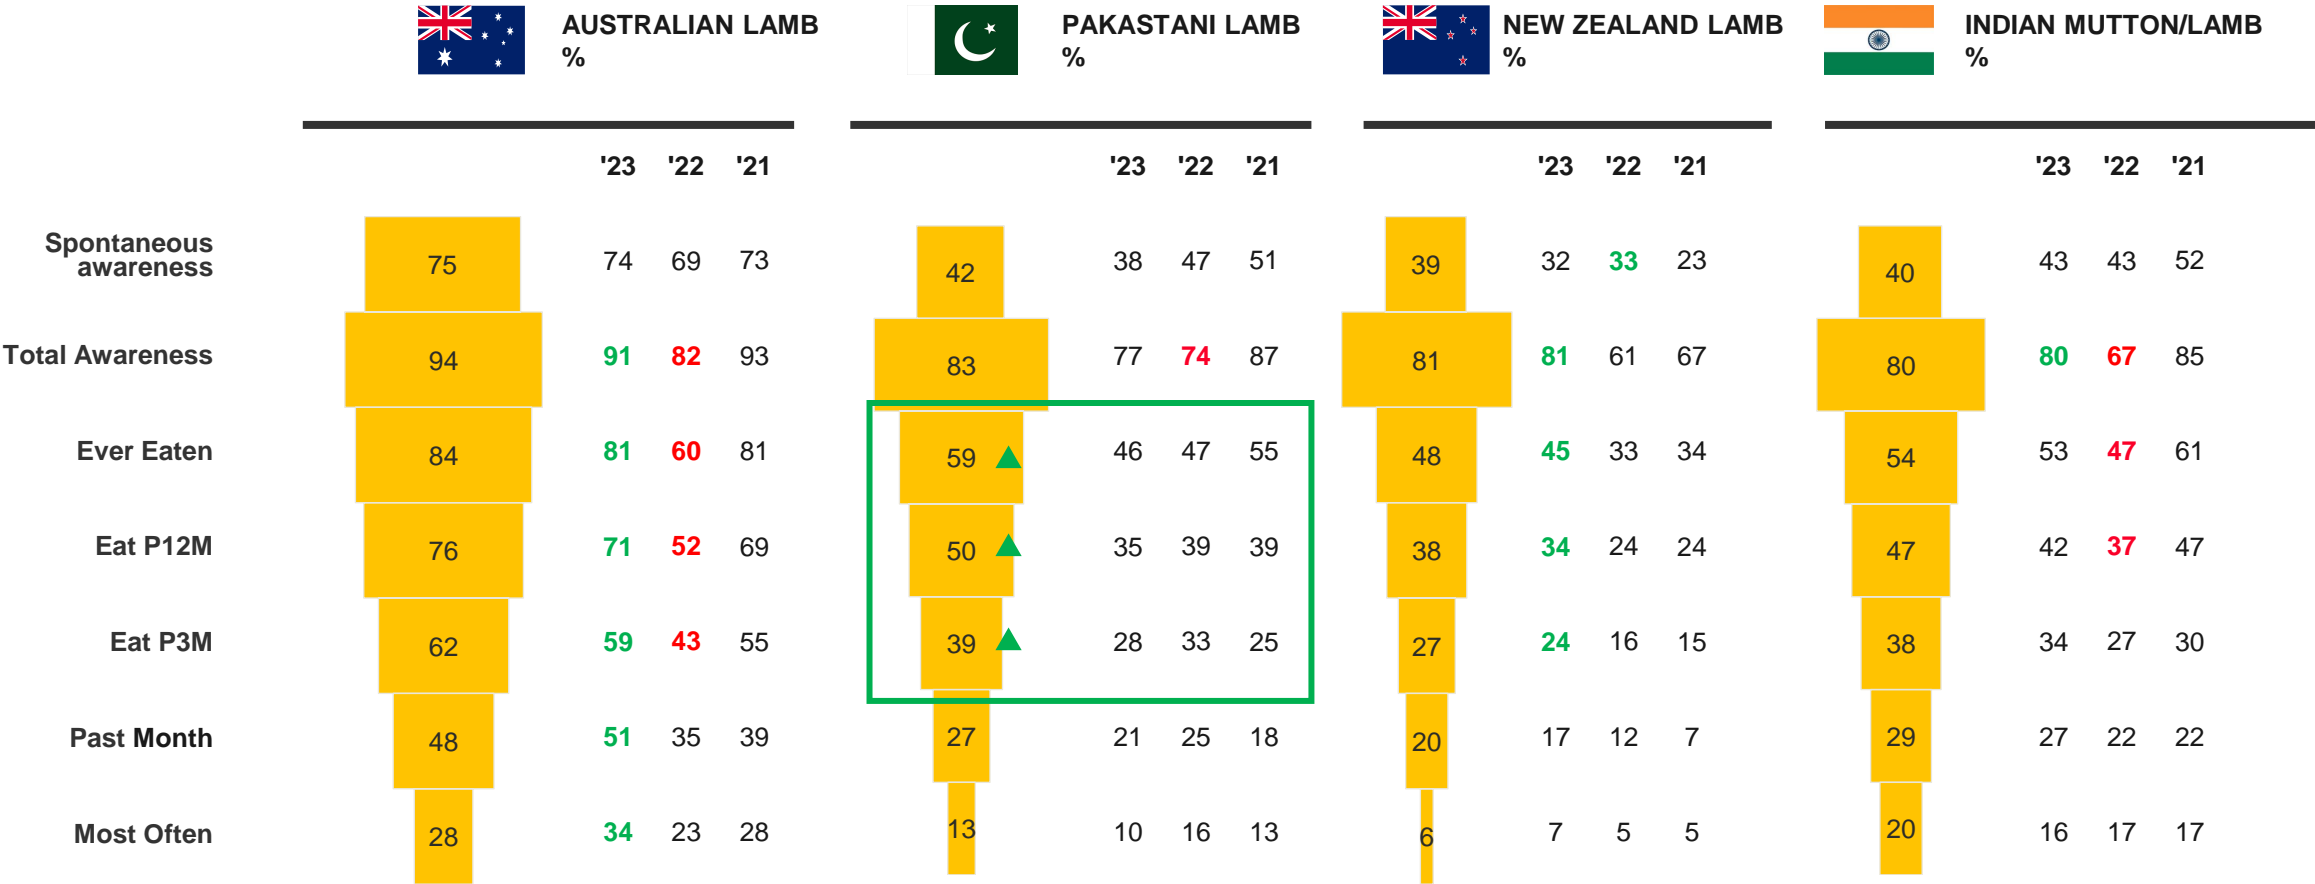 AUSTRALIAN LAMB
%
PAKASTANI LAMB
%
NEW ZEALAND LAMB
%
INDIAN MUTTON/LAMB
%
'23 '22 '21 '23 '22 '21 '23 '22 '21 '23 '22 '21
Spontaneous
awareness
75 74 69 73 42 38 47 51 39 32 33 23 40 43 43 52
Total Awareness 94 91 82 93 83 77 74 87 81 81 61 67 80 80 67 85
Ever Eaten 84 81 60 81 59 46 47 55 48 45 33 34 54 53 47 61
Eat P12M 76 71 52 69 50 35 39 39 38 34 24 24 47 42 37 47
Eat P3M 62 59 43 55 39 28 33 25 27 24 16 15 38 34 27 30
Past Month 48 51 35 39 27 21 25 18 20 17 12 7 29 27 22 22
Most Often 28 34 23 28 13 10 16 13 6 7 5 5 20 16 17 17